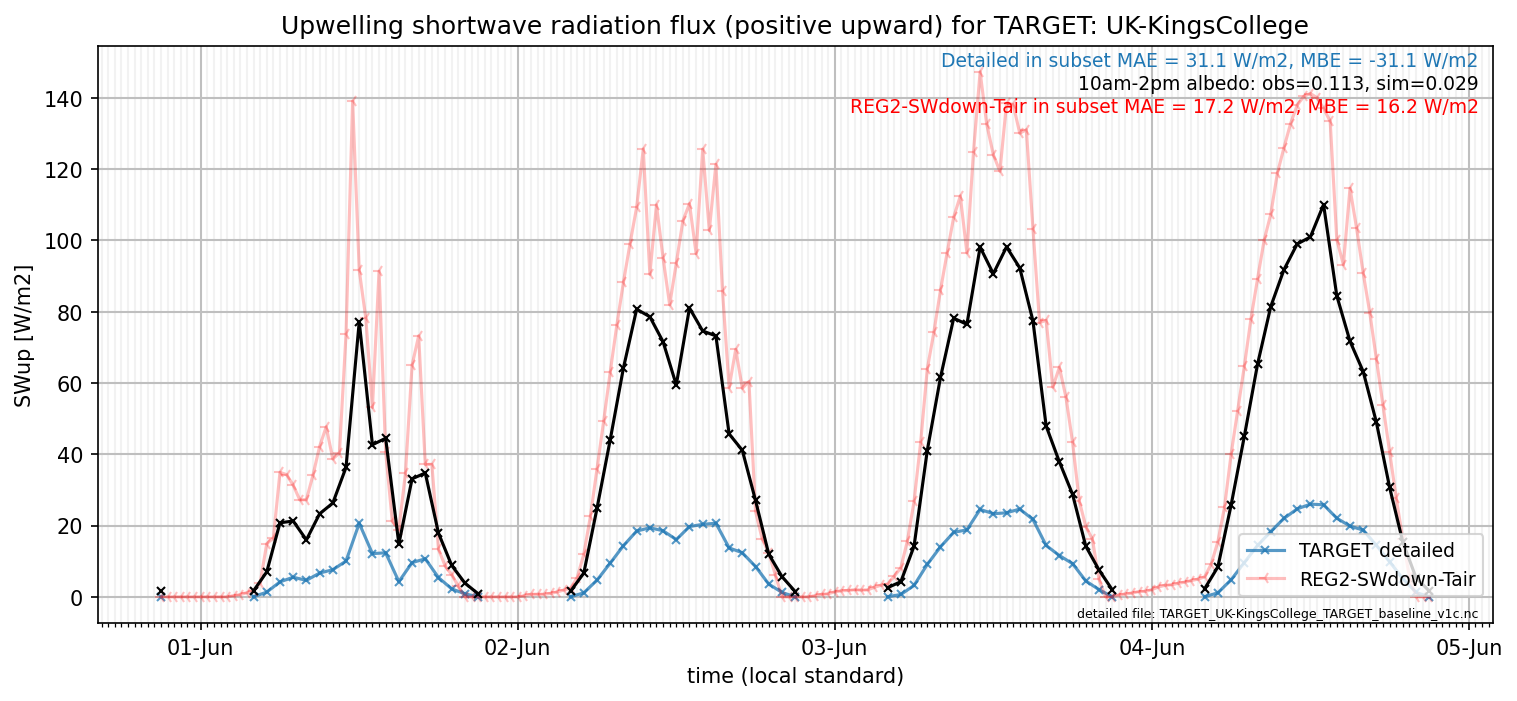 Upwelling shortwave radiation flux (positive upward) for TARGET: UK-KingsCollege
Detailed in subset MAE = 31.1 W/m2, MBE = -31.1 W/m2
10am-2pm albedo: obs=0.113, sim=0.029
REG2-SWdown-Tair in subset MAE = 17.2 W/m2, MBE = 16.2 W/m2
SWup [W/m2]
140
120
100
80
60
40
20
0
TARGET detailed
REG2-SWdown-Tair
detailed file: TARGET_UK-KingsCollege_TARGET_baseline_v1c.nc
01-Jun 02-Jun 03-Jun 04-Jun 05-Jun
time (local standard)